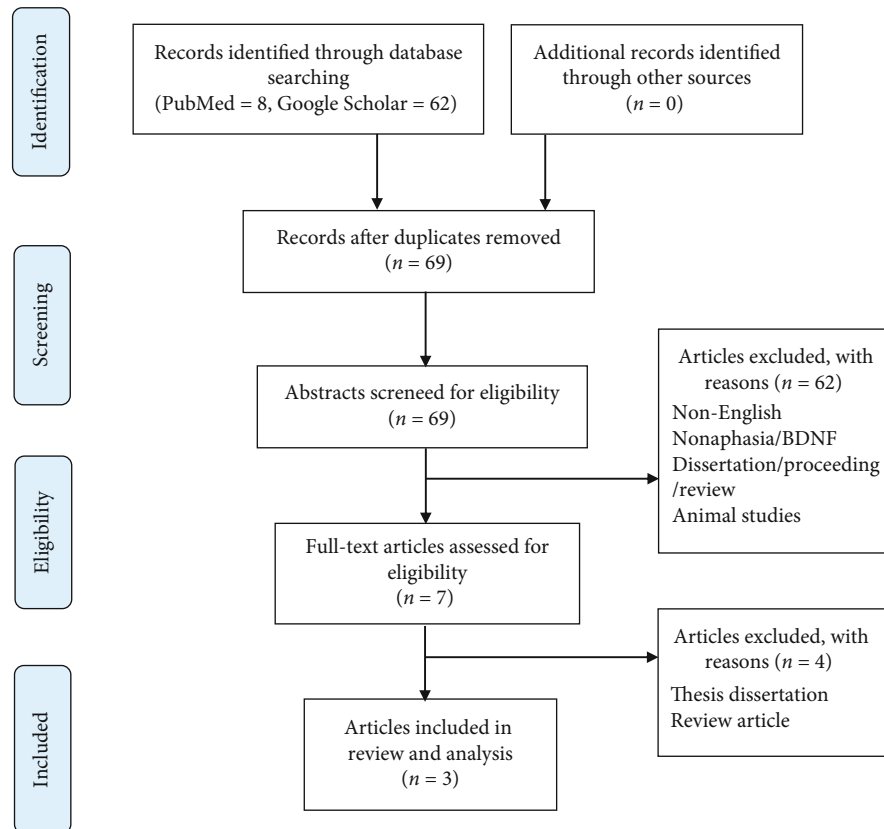 Identification
Records identified through database
searching
(PubMed = 8, Google Scholar = 62)
Additional records identified
through other sources
(n = 0)
Records after duplicates removed
(n = 69)
Screening
Abstracts screneed for eligibility
(n = 69)
Articles excluded, with
reasons (n = 62)
Non-English
Nonaphasia/BDNF
Dissertation/proceeding
/review
Animal studies
Eligibility
Full-text articles assessed for
eligibility
(n = 7)
Articles excluded, with
reasons (n = 4)
Thesis dissertation
Review article
Included
Articles included in
review and analysis
(n = 3)